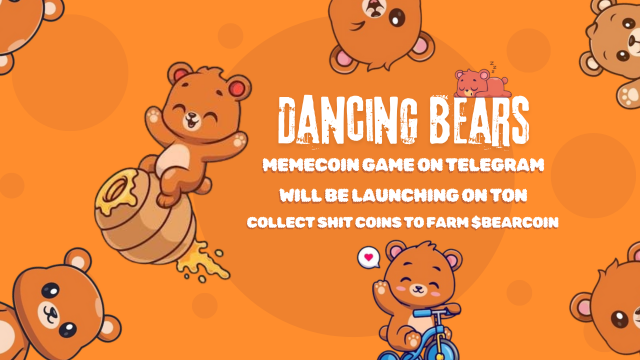 DANCING BEARS
MEMECOIN GAME ON TELEGRAM
WILL BE LAUNCHING ON TON
COLLECT SHIT COINS TO FARM $BEARCOIN